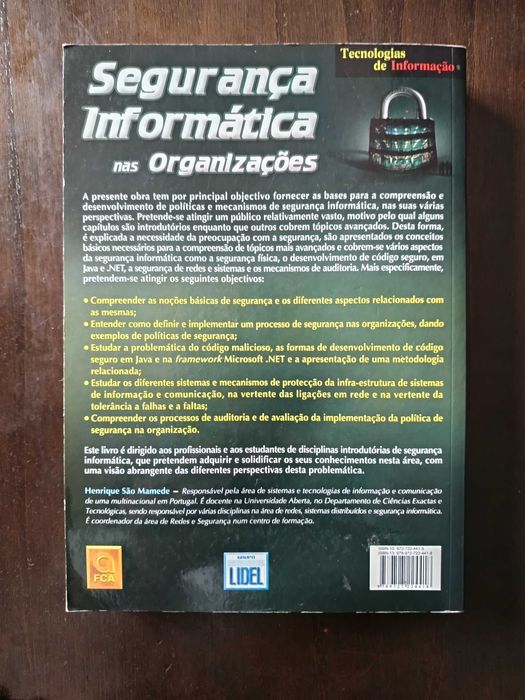 Tecnologias
de Informação
Segurança
Informática
nas Organizações
A presente obra tem por principal objectivo fornecer as bases para a compreensão e
desenvolvimento de políticas e mecanismos de segurança informática, nas suas várias
perspectivas. Pretende-se atingir um público relativamente vasto, motivo pelo qual alguns
capítulos são introdutórios enquanto que outros cobrem tópicos avançados. Desta forma,
é explicada a necessidade da preocupação com a segurança, são apresentados os conceitos
básicos necessários para a compreensão de tópicos mais avançados e cobrem-se vários aspectos
da segurança informática como a segurança física, o desenvolvimento de código seguro, em
Java e .NET, a segurança de redes e sistemas e os mecanismos de auditoria. Mais especificamente,
pretendem-se atingir os seguintes objectivos:
• Compreender as noções básicas de segurança e os diferentes aspectos relacionados com
as mesmas;
• Entender como definir e implementar um processo de segurança nas organizações, dando
exemplos de políticas de segurança;
• Estudar a problemática do código malicioso, as formas de desenvolvimento de código
seguro em Java e na framework Microsoft .NET e a apresentação de uma metodologia
relacionada;
• Estudar os diferentes sistemas e mecanismos de protecção da infra-estrutura de sistemas
de informação e comunicação, na vertente das ligações em rede e na vertente da
tolerância a falhas e a faltas;
• Compreender os processos de auditoria e de avaliação da implementação da política de
segurança na organização.
Este livro é dirigido aos profissionais e aos estudantes de disciplinas introdutórias de segurança
informática, que pretendem adquirir e solidificar os seus conhecimentos nesta área, com
uma visão abrangente das diferentes perspectivas desta problemática.
Henrique São Mamede – Responsável pela área de sistemas e tecnologias de informação e comunicação
de uma multinacional em Portugal. É docente na Universidade Aberta, no Departamento de Ciências Exactas e
Tecnológicas, sendo responsável por várias disciplinas na área de redes, sistemas distribuídos e segurança informática.
É coordenador da área de Redes e Segurança num centro de formação.
FCA
GRUPO
LIDEL
ISBN-10: 972-722-441-5
ISBN-13: 978-972-722-441-8